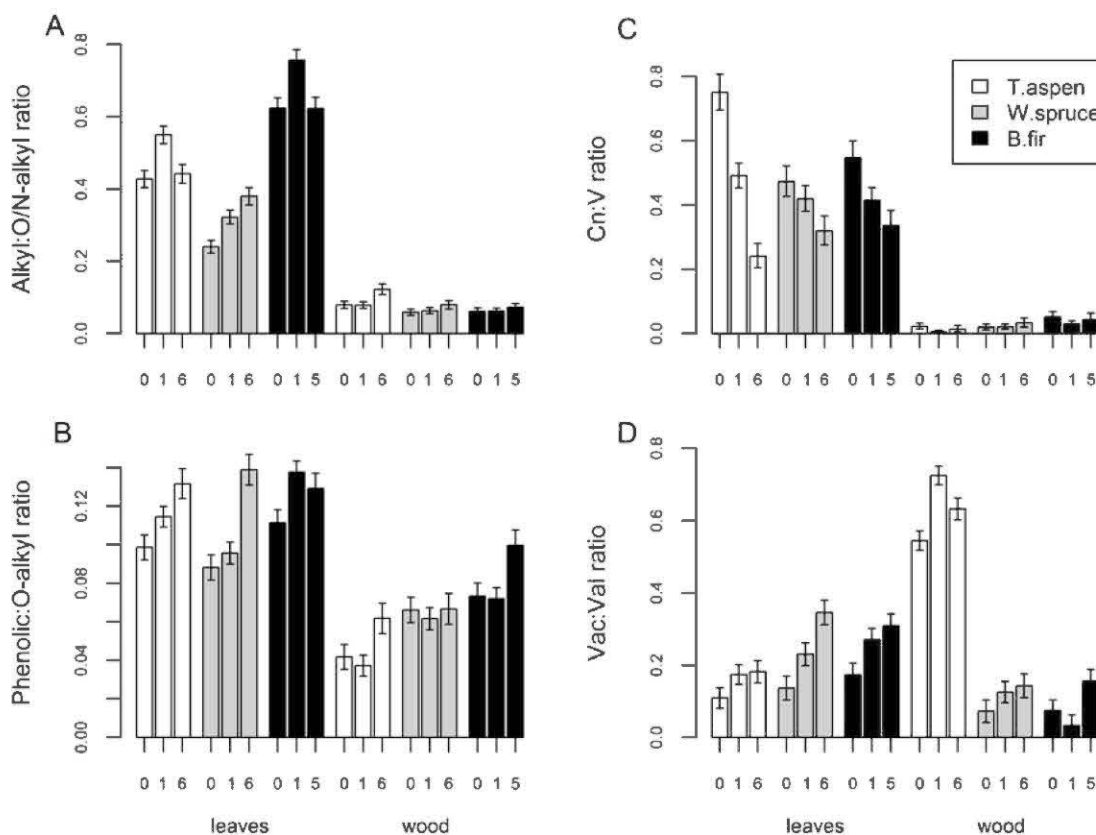 A
Alkyl:O/N-alkyl ratio
0.8
0.6
0.4
0.2
0.0
0 1 6 0 1 6 0 1 5 0 1 6 0 1 6 0 1 5
C
Cn:V ratio
0.8
0.6
0.4
0.2
0.0
T.aspen
W.spruce
B.fir
0 1 6 0 1 6 0 1 5 0 1 6 0 1 6 0 1 5
B
Phenolic:O-alkyl ratio
0.12
0.08
0.04
0.00
0 1 6 0 1 6 0 1 5 0 1 6 0 1 6 0 1 5
leaves wood
D
Vac:Val ratio
0.8
0.6
0.4
0.2
0.0
0 1 6 0 1 6 0 1 5 0 1 6 0 1 6 0 1 5
leaves wood